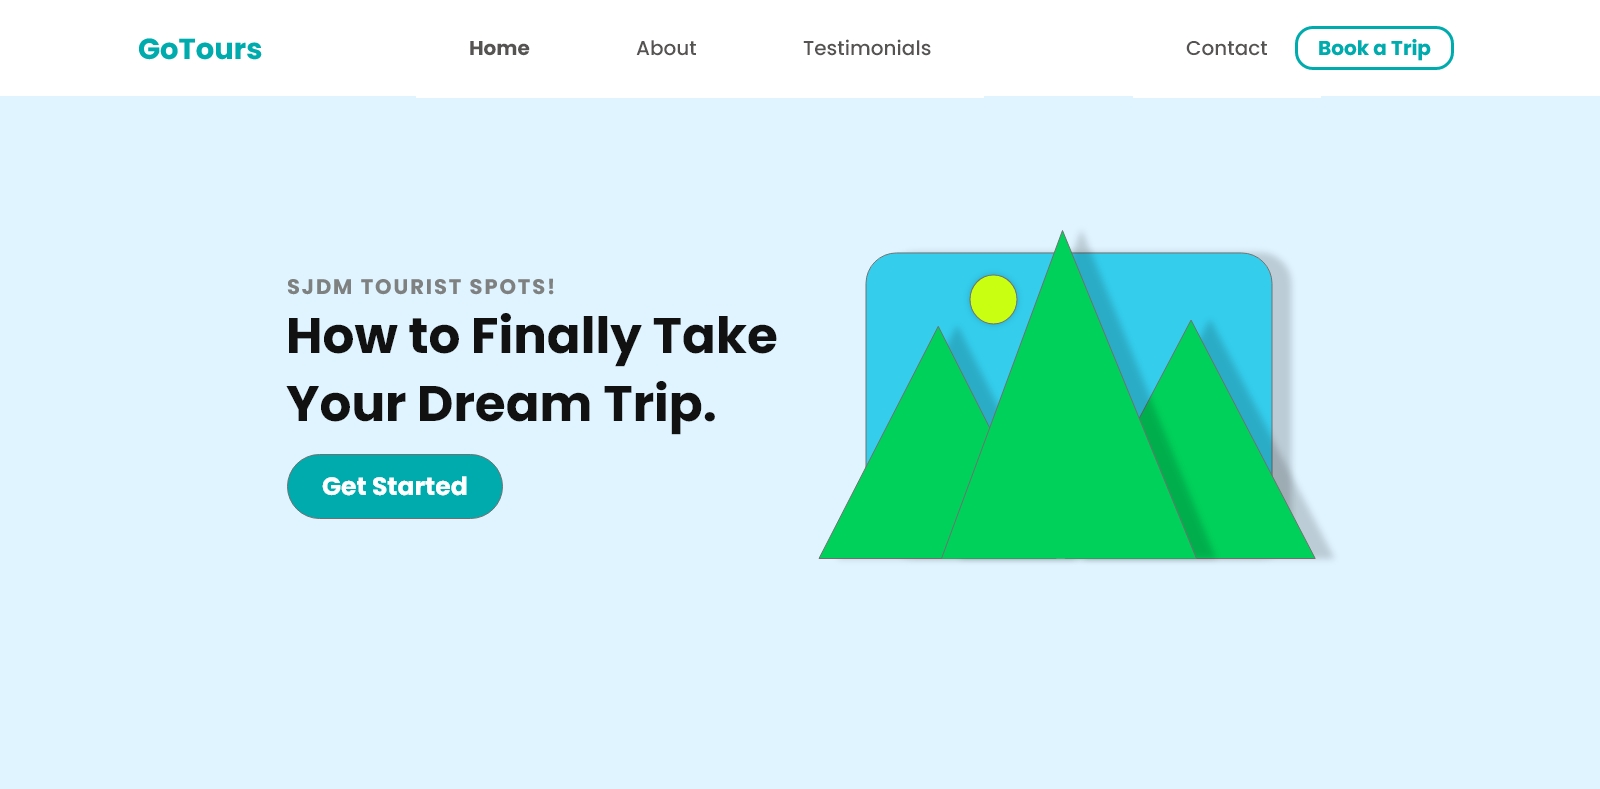 GoTours
Home
About
Testimonials
Contact
Book a Trip
SJDM TOURIST SPOTS!
How to Finally Take
Your Dream Trip.
Get Started